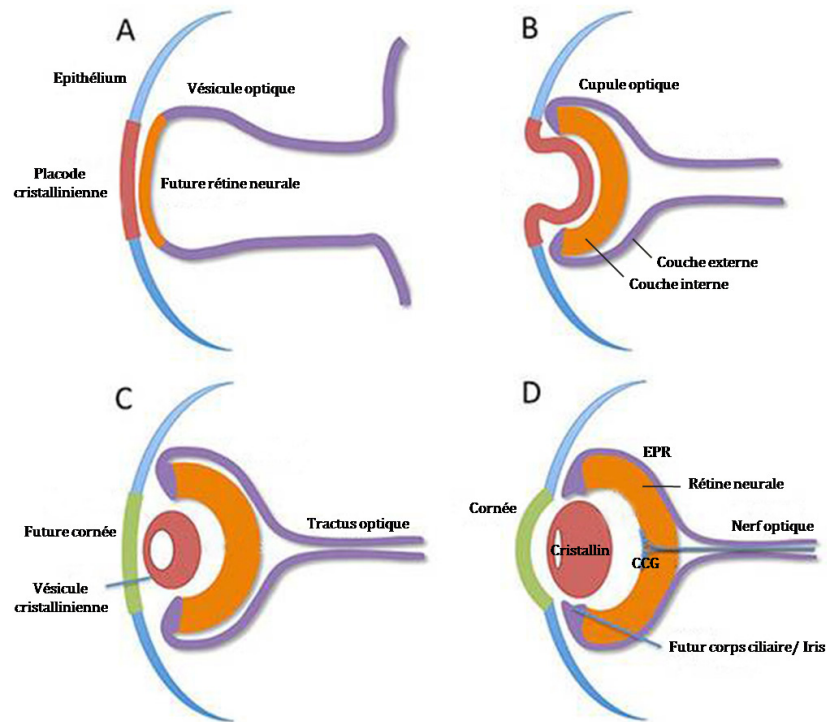 A
Epithélium
Vésicule optique
Placode
cristallinienne
Future rétine neurale
B
Cupule optique
Couche externe
Couche interne
C
Future cornée
Tractus optique
Vésicule
cristallinienne
D
EPR
Rétine neurale
Cornée
Nerf optique
Cristallin
CCG
Futur corps ciliaire/ Iris